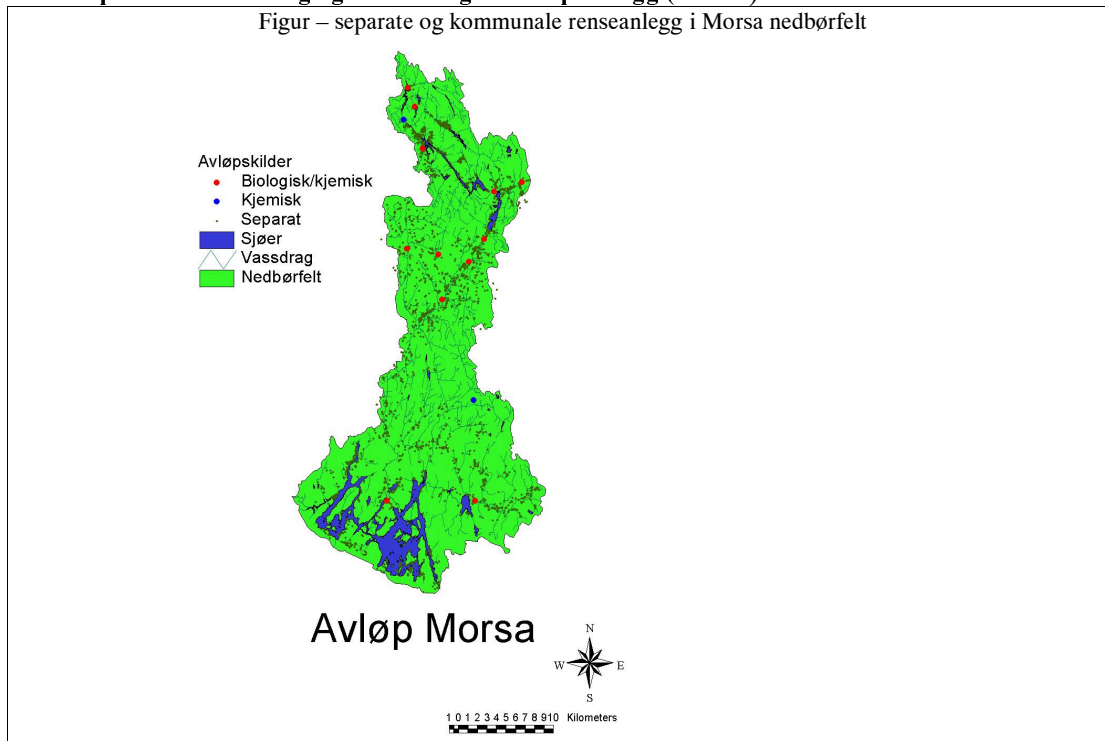 Figur – separate og kommunale renseanlegg i Morsa nedbørfelt
Avløpskilder
Biologisk/kjemisk
Kjemisk
Separat
Sjøer
Vassdrag
Nedbørfelt
Avløp Morsa
N
W E
S
1 0 1 2 3 4 5 6 7 8 9 10 Kilometers